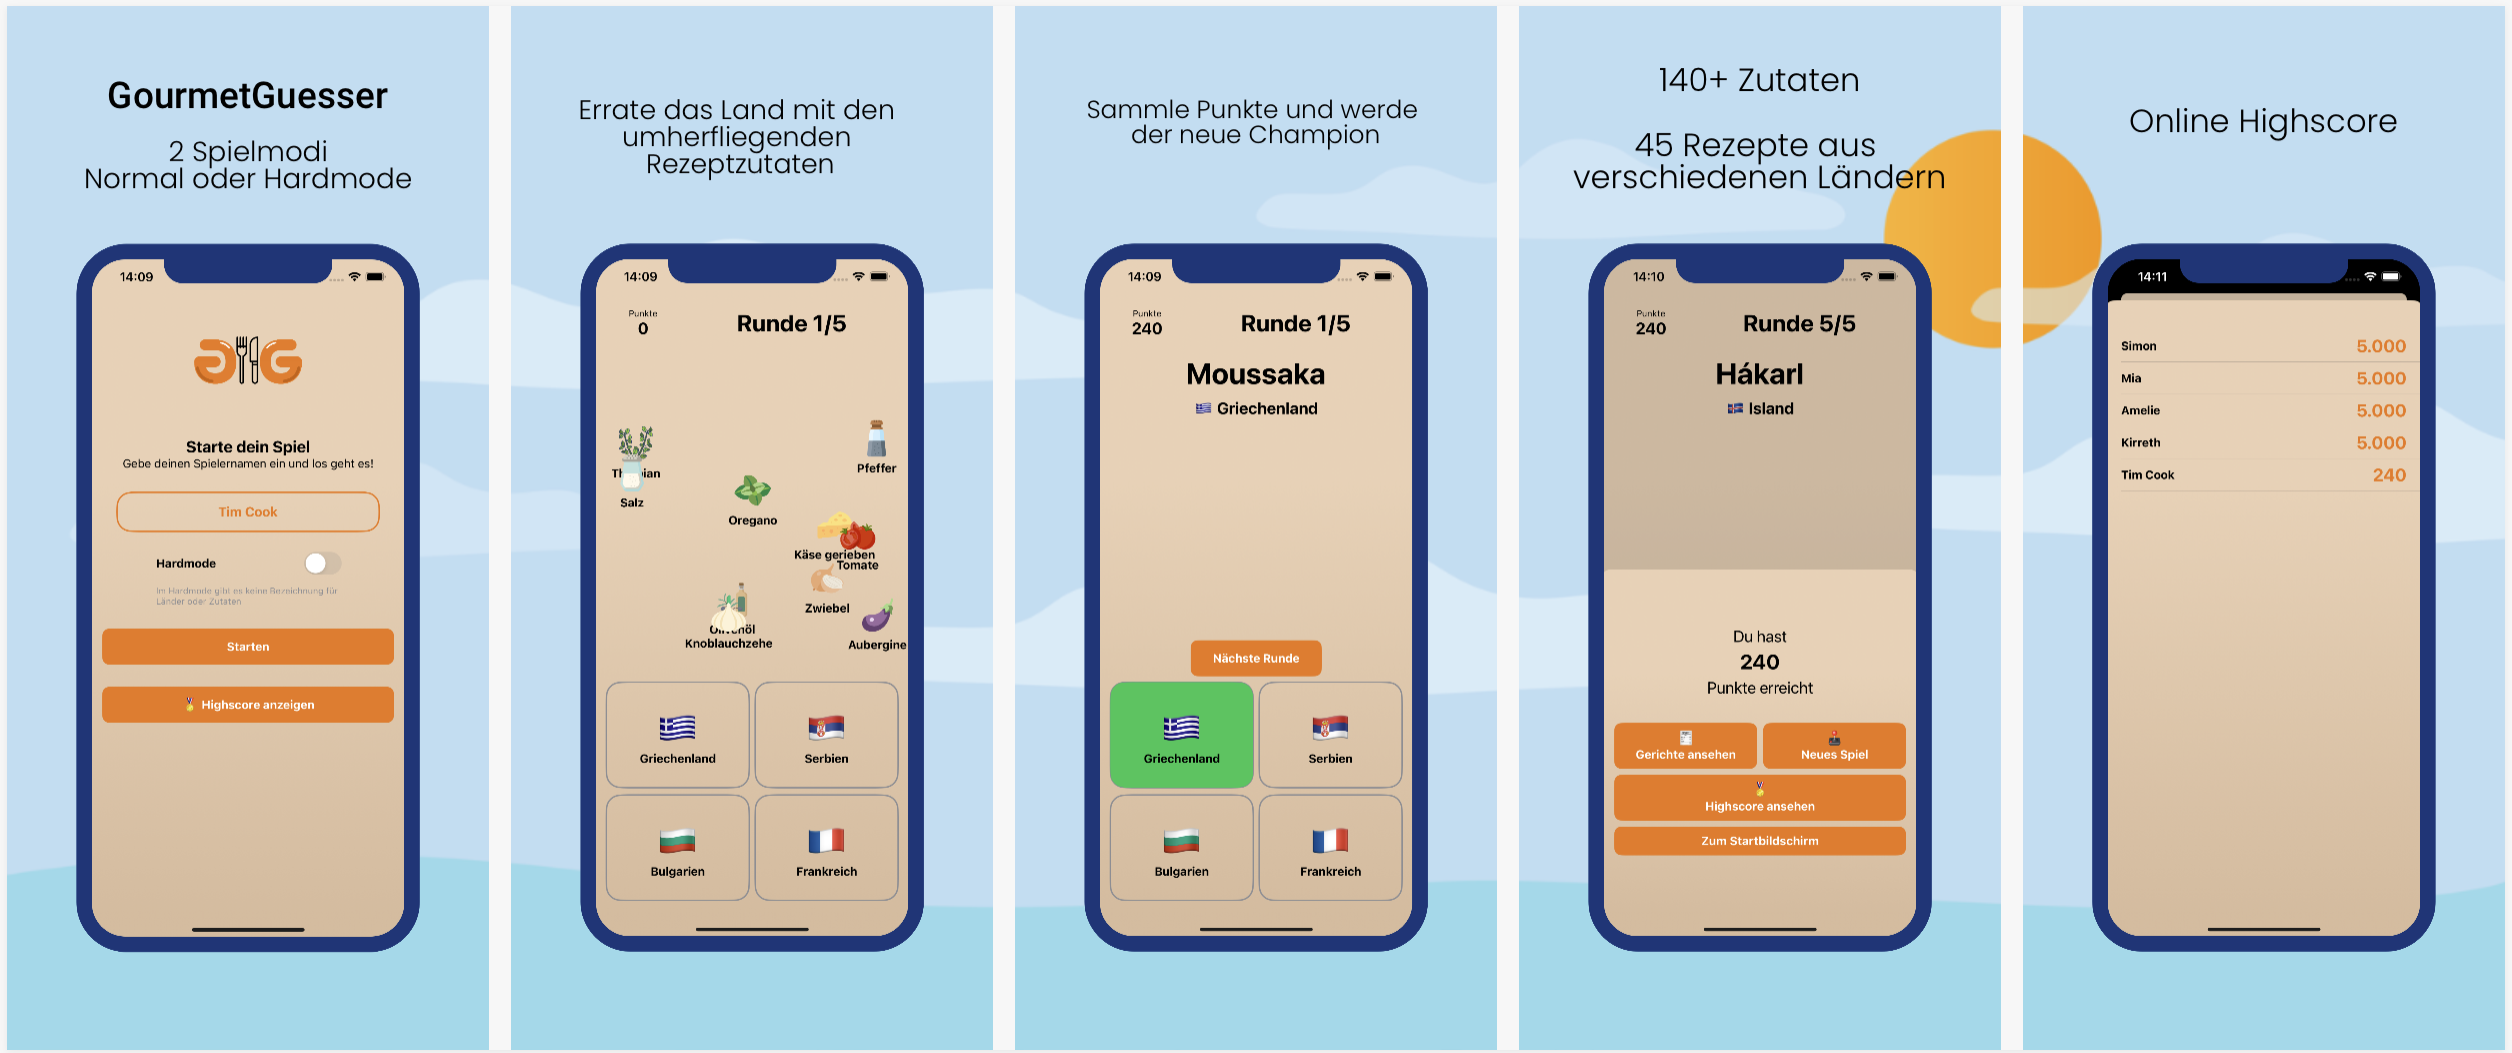 GourmetGuesser
2 Spielmodi
Normal oder Hardmode
14:09
Starte dein Spiel
Gebe deinen Spielernamen ein und los geht es!
Tim Cook
Hardmode
Im Hardmode gibt es keine Bezeichnung für
Länder oder Zutaten
Starten
Highscore anzeigen
Errate das Land mit den
umherfliegenden
Rezeptzutaten
14:09
Punkte
0
Runde 1/5
Pfeffer
Salz
Oregano
Käse gerieben
Tomate
Zwiebel
Knoblauchzehe
Aubergine
Griechenland
Serbien
Bulgarien
Frankreich
Sammle Punkte und werde
der neue Champion
14:09
Punkte
240
Runde 1/5
Moussaka
Griechenland
Nächste Runde
Griechenland
Serbien
Bulgarien
Frankreich
140+ Zutaten
45 Rezepte aus
verschiedenen Ländern
14:10
Punkte
240
Runde 5/5
Hákarl
Island
Du hast
240
Punkte erreicht
Gerichte ansehen
Neues Spiel
Highscore ansehen
Zum Startbildschirm
Online Highscore
14:11
Simon 5.000
Mia 5.000
Amelie 5.000
Kirreth 5.000
Tim Cook 240